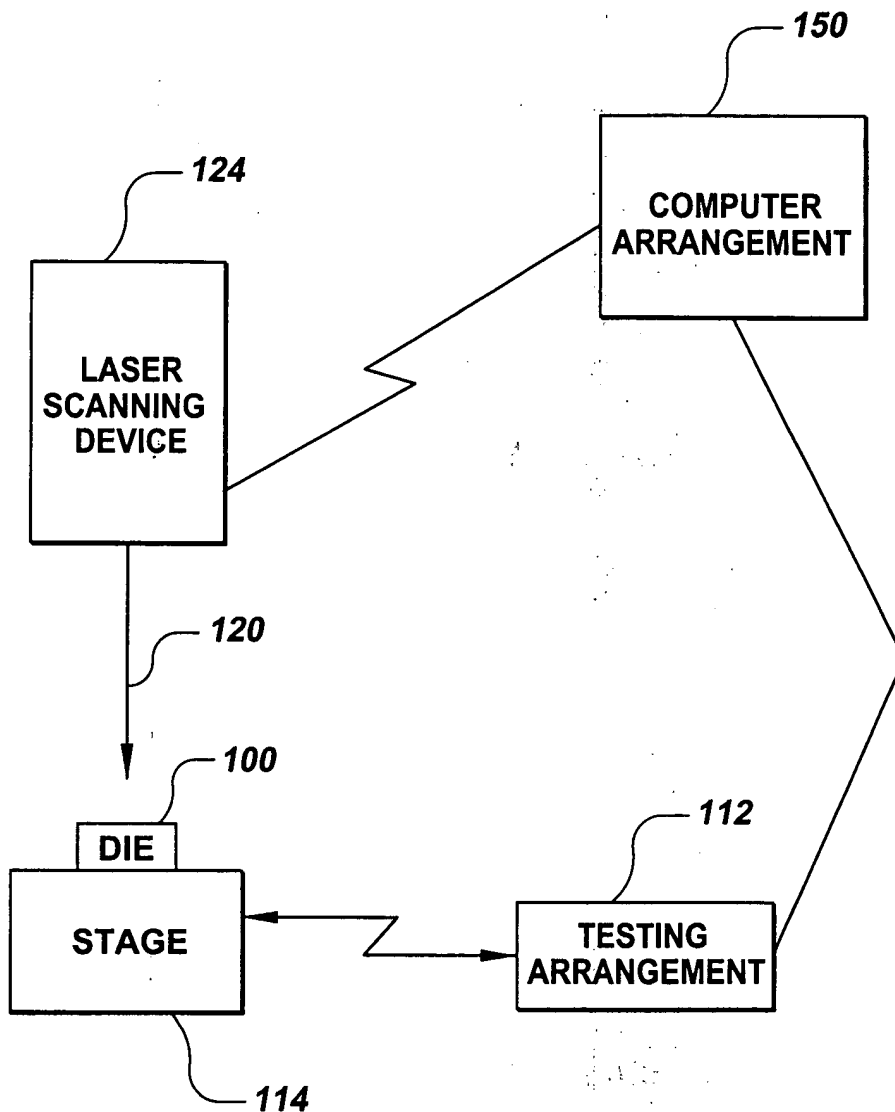 150
124
COMPUTER
ARRANGEMENT
LASER
SCANNING
DEVICE
120
100
DIE
112
STAGE
TESTING
ARRANGEMENT
114